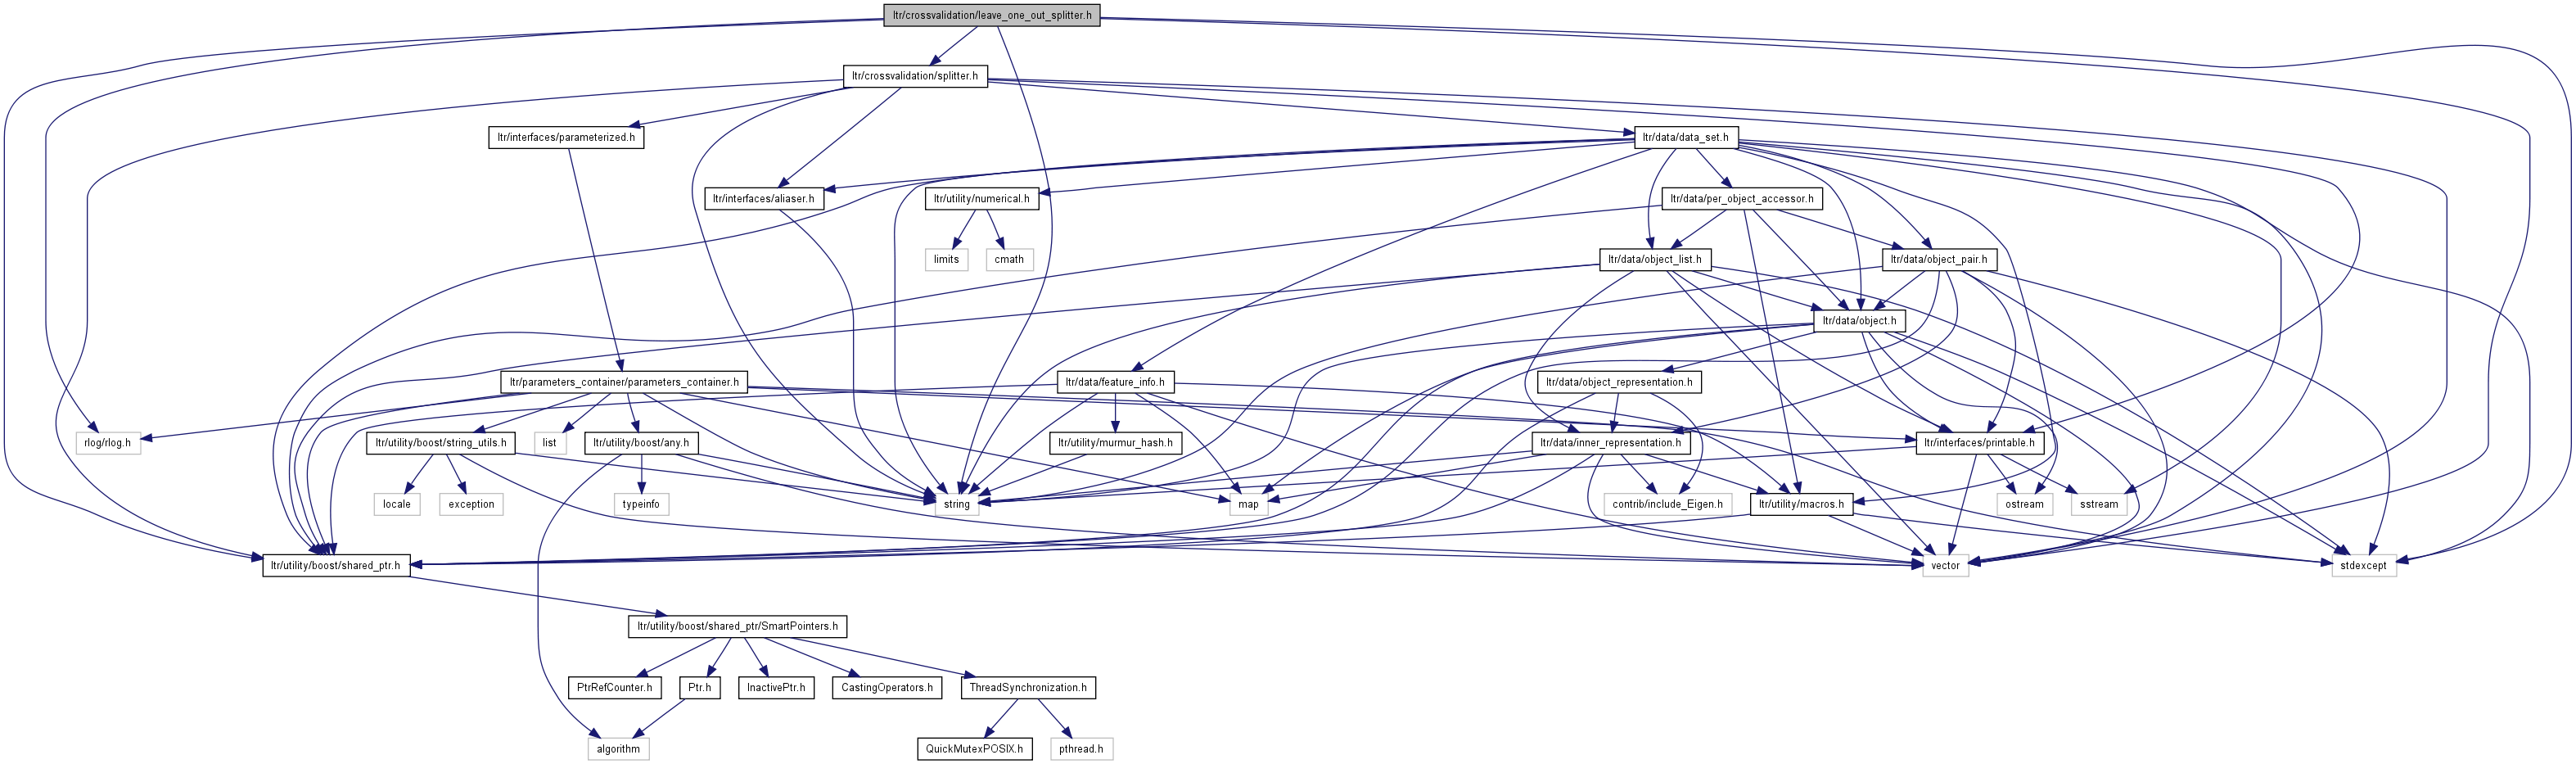 ltr/crossvalidation/leave_one_out_splitter.h
ltr/crossvalidation/splitter.h
ltr/interfaces/parameterized.h
ltr/data/data_set.h
ltr/interfaces/aliaser.h
ltr/utility/numerical.h
ltr/data/per_object_accessor.h
limits
cmath
ltr/data/object_list.h
ltr/data/object_pair.h
ltr/data/object.h
ltr/parameters_container/parameters_container.h
ltr/data/feature_info.h
ltr/data/object_representation.h
rlog/rlog.h
ltr/utility/boost/string_utils.h
list
ltr/utility/boost/any.h
ltr/utility/murmur_hash.h
ltr/data/inner_representation.h
ltr/interfaces/printable.h
locale
exception
typeinfo
string
map
contrib/include_Eigen.h
ltr/utility/macros.h
ostream
sstream
ltr/utility/boost/shared_ptr.h
vector
stdexcept
ltr/utility/boost/shared_ptr/SmartPointers.h
PtrRefCounter.h
Ptr.h
InactivePtr.h
CastingOperators.h
ThreadSynchronization.h
algorithm
QuickMutexPOSIX.h
pthread.h